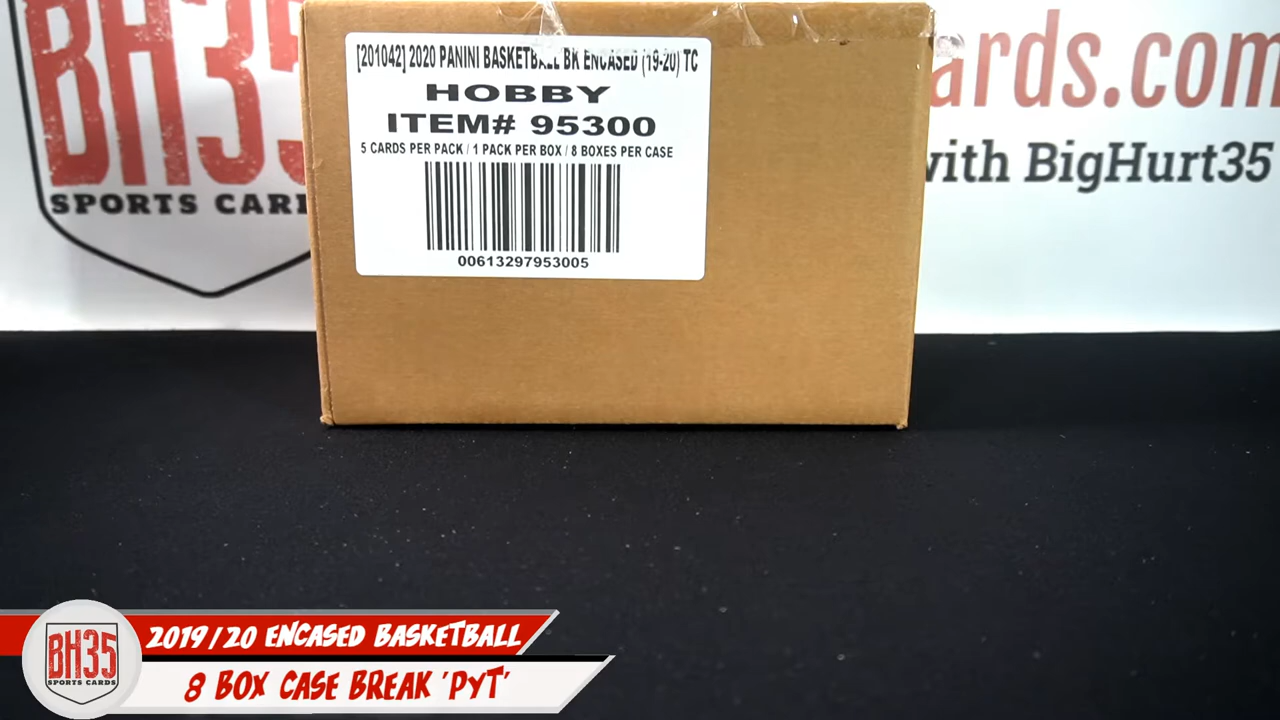 BH35
SPORTS CARDS
ards.com
with BigHurt35
[201042] 2020 PANINI BASKETBALL BK ENCASED (19-20) TC
HOBBY
ITEM# 95300
5 CARDS PER PACK / 1 PACK PER BOX / 8 BOXES PER CASE
00613297953005
BH35
SPORTS CARDS
2019/20 ENCASED BASKETBALL
8 BOX CASE BREAK 'PYT'